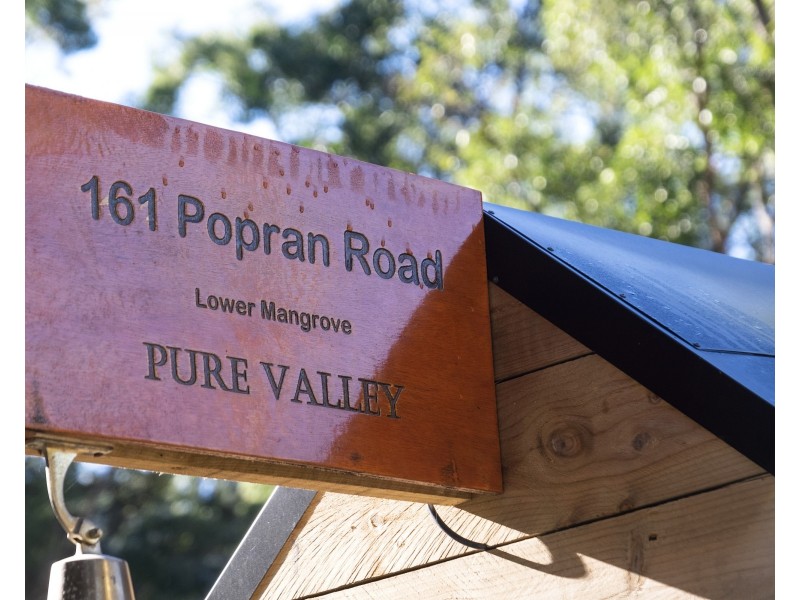 161 Popran Road
Lower Mangrove
PURE VALLEY